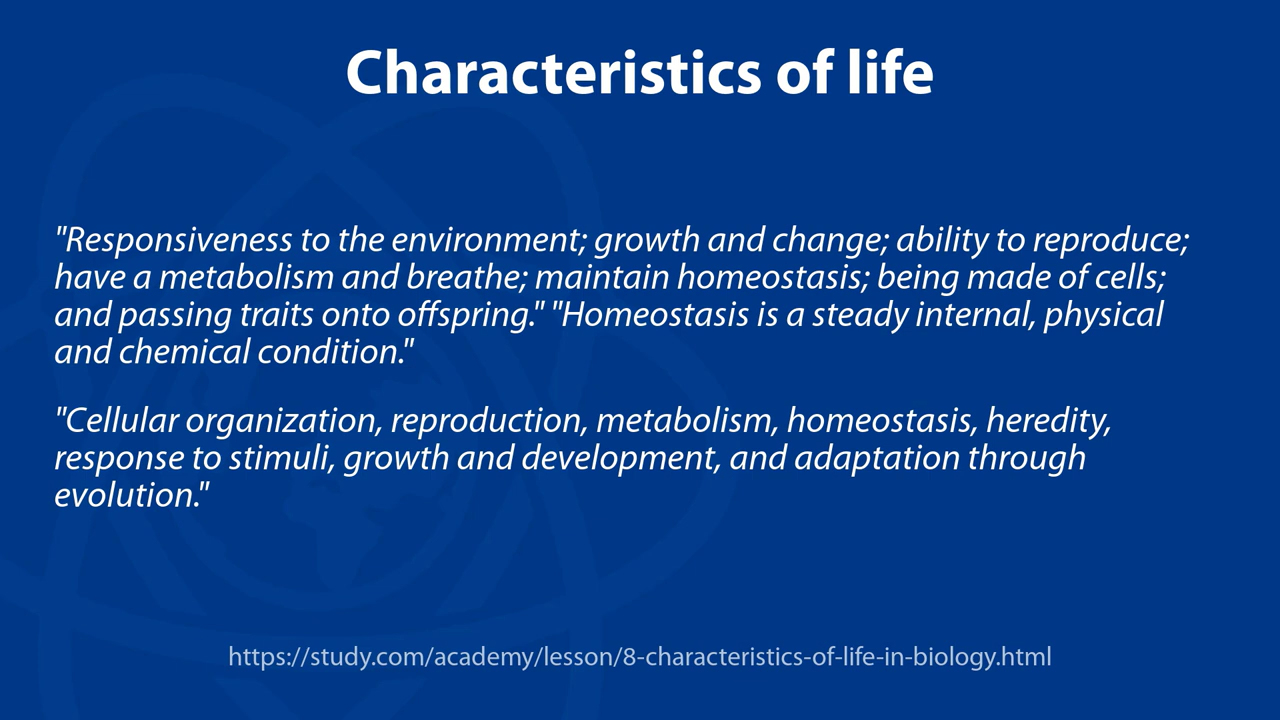 Characteristics of life
"Responsiveness to the environment; growth and change; ability to reproduce;
have a metabolism and breathe; maintain homeostasis; being made of cells;
and passing traits onto offspring." "Homeostasis is a steady internal, physical
and chemical condition."
"Cellular organization, reproduction, metabolism, homeostasis, heredity,
response to stimuli, growth and development, and adaptation through
evolution."
https://study.com/academy/lesson/8-characteristics-of-life-in-biology.html